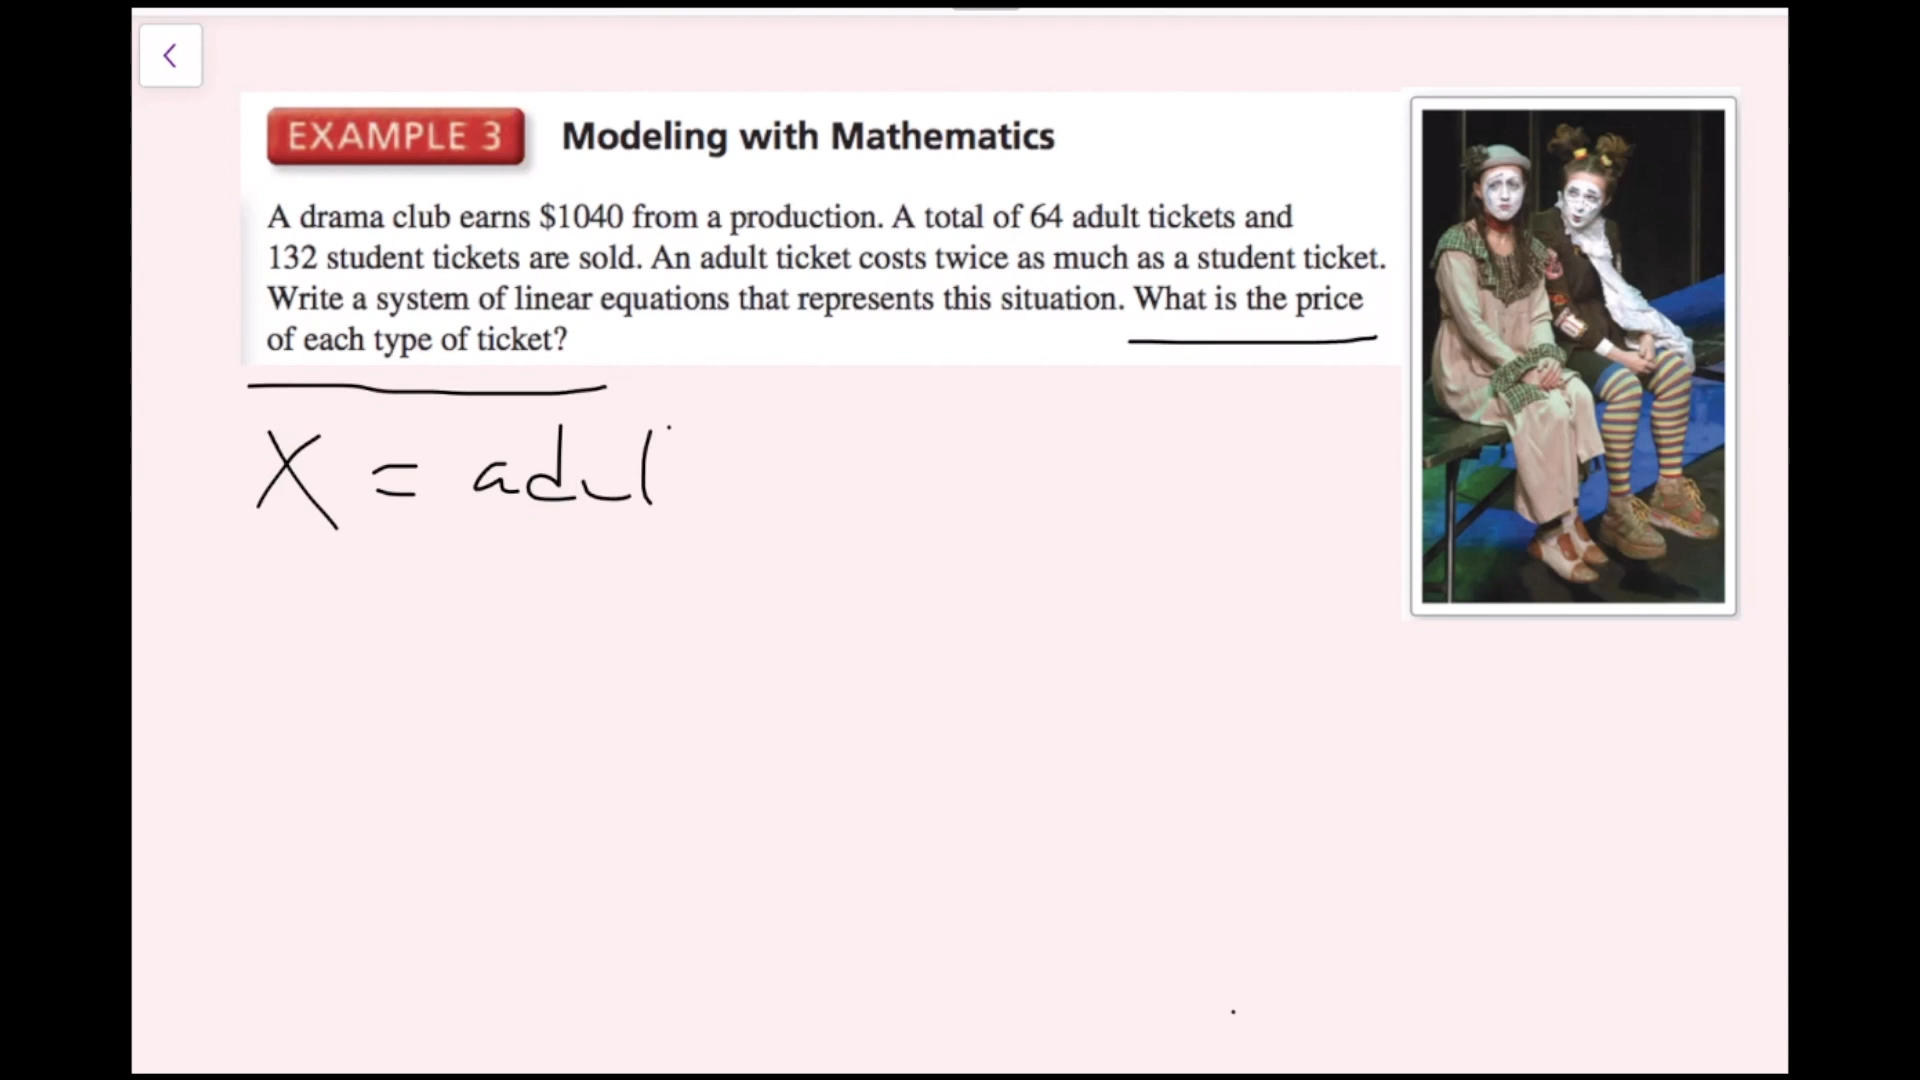 EXAMPLE 3 Modeling with Mathematics
A drama club earns $1040 from a production. A total of 64 adult tickets and
132 student tickets are sold. An adult ticket costs twice as much as a student ticket.
Write a system of linear equations that represents this situation. What is the price
of each type of ticket?
X = adul